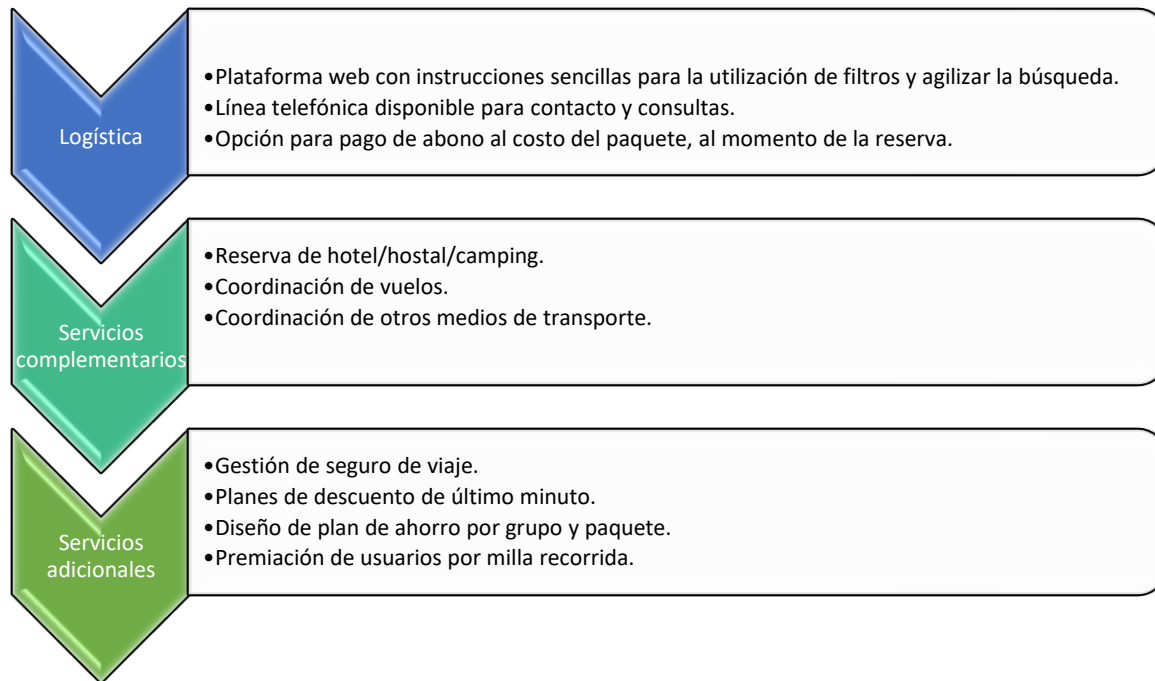 Logística
•Plataforma web con instrucciones sencillas para la utilización de filtros y agilizar la búsqueda.
•Línea telefónica disponible para contacto y consultas.
•Opción para pago de abono al costo del paquete, al momento de la reserva.
Servicios
complementarios
•Reserva de hotel/hostal/camping.
•Coordinación de vuelos.
•Coordinación de otros medios de transporte.
Servicios
adicionales
•Gestión de seguro de viaje.
•Planes de descuento de último minuto.
•Diseño de plan de ahorro por grupo y paquete.
•Premiación de usuarios por milla recorrida.